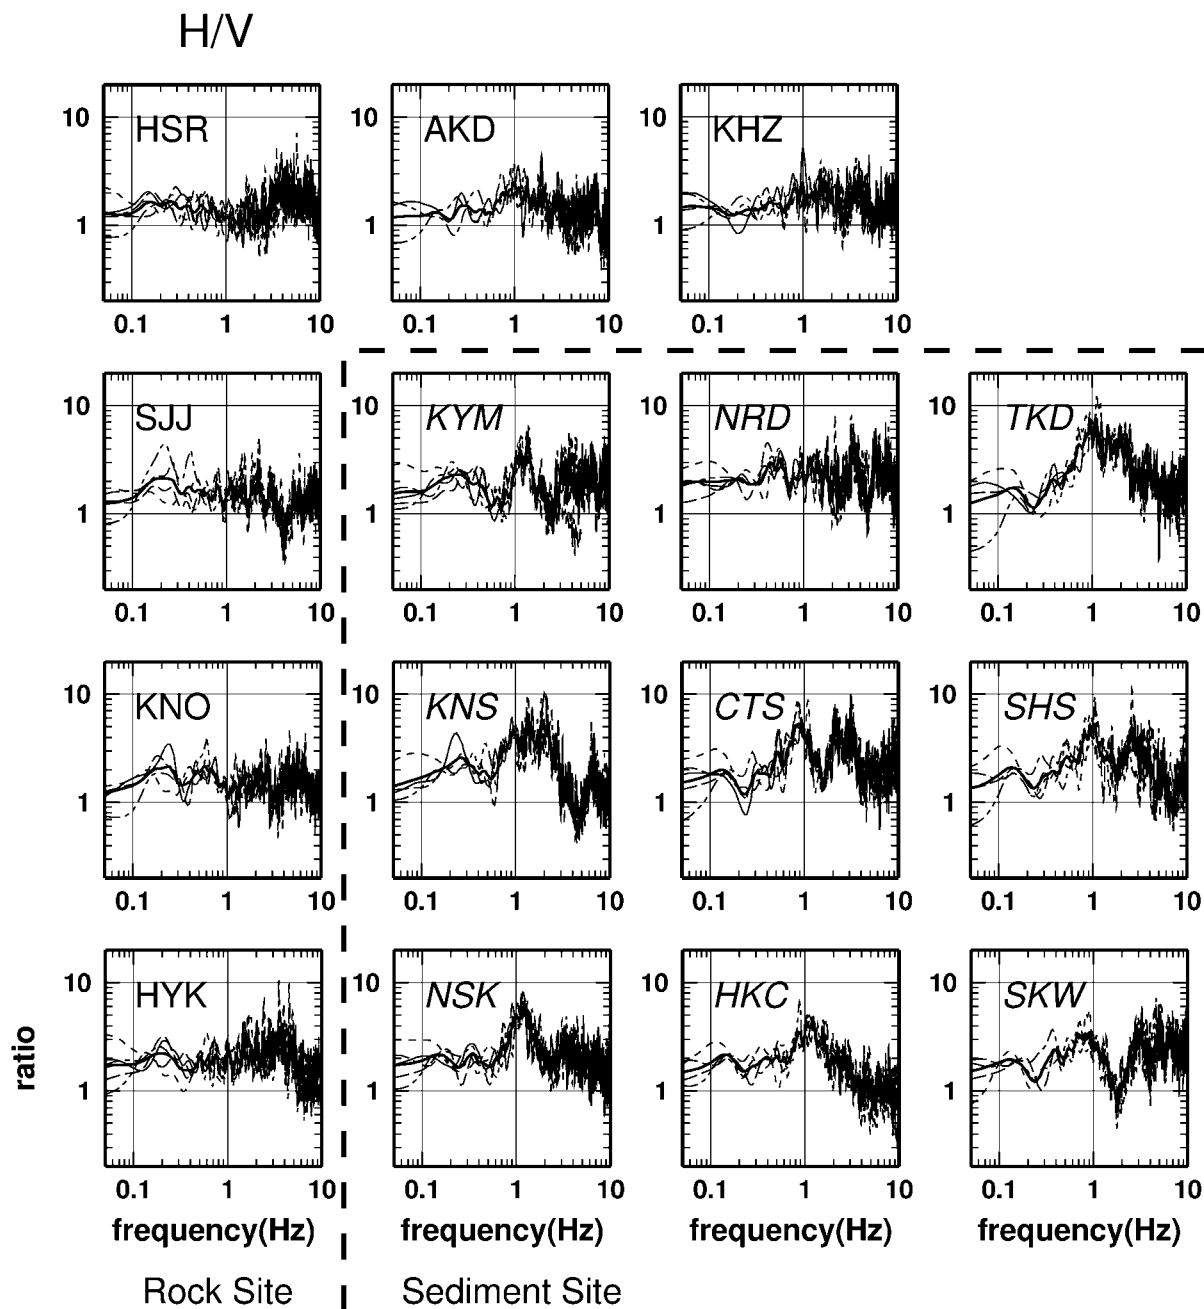 H/V
HSR AKD KHZ
10 10 10
1 1 1
0.1 1 10 0.1 1 10 0.1 1 10
SJJ KYM NRD TKD
10 10 10 10
1 1 1 1
0.1 1 10 0.1 1 10 0.1 1 10 0.1 1 10
KNO KNS CTS SHS
10 10 10 10
1 1 1 1
0.1 1 10 0.1 1 10 0.1 1 10 0.1 1 10
HYK NSK HKC SKW
10 10 10 10
ratio
1 1 1 1
0.1 1 10 0.1 1 10 0.1 1 10 0.1 1 10
frequency(Hz) frequency(Hz) frequency(Hz) frequency(Hz)
Rock Site Sediment Site